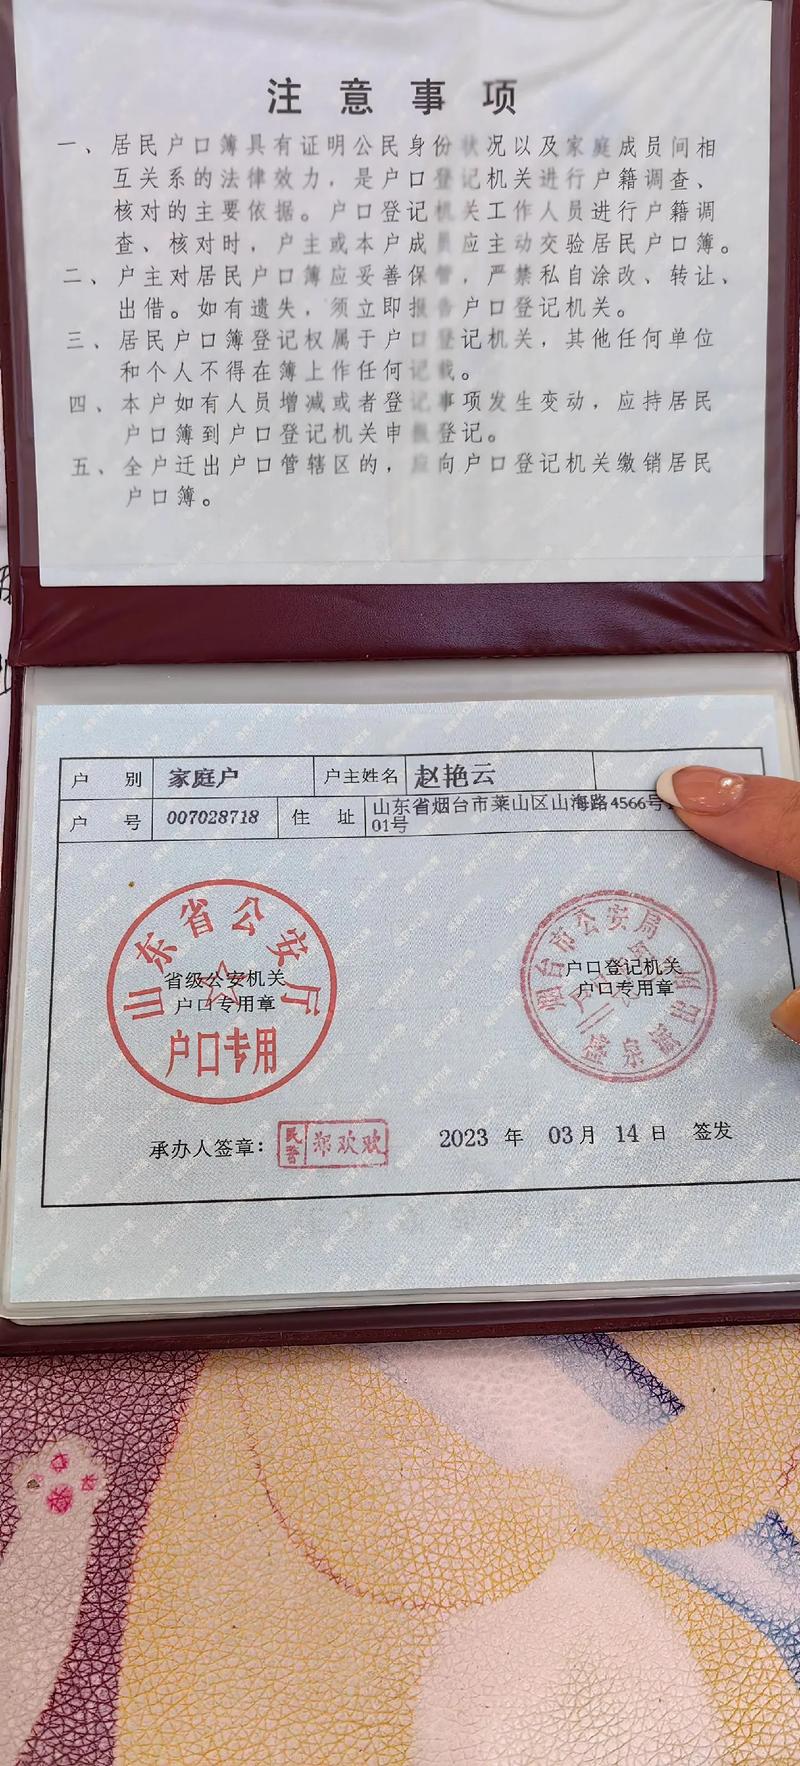 注意事项
一、居民户口簿具有证明公民身份状况以及家庭成员间相
互关系的法律效力，是户口登记机关进行户籍调查、
核对的主要依据。户口登记机关工作人员进行户籍调
查、核对时，户主或本户成员应主动交验居民户口簿。
二、户主对居民户口簿应妥善保管，严禁私自涂改、转让、
出借。如有遗失，须立即报告户口登记机关。
三、居民户口簿登记权属于户口登记机关，其他任何单位
和个人不得在簿上作任何记载。
四、本户如有人员增减或者登记事项发生变动，应持居民
户口簿到户口登记机关申报登记。
五、全户迁出户口管辖区的，应向户口登记机关缴销居民
户口簿。
户别 家庭户 户主姓名 赵艳云
户号 007028718 住址 山东省烟台市莱山区山海路4566号
01号
山东省公安厅
省级公安机关
户口专用章
户口专用
烟台市公安局
户口登记机关
户口专用章
派出所
承办人签章： 民警 郑欢欢 2023 年 03 月 14 日 签发